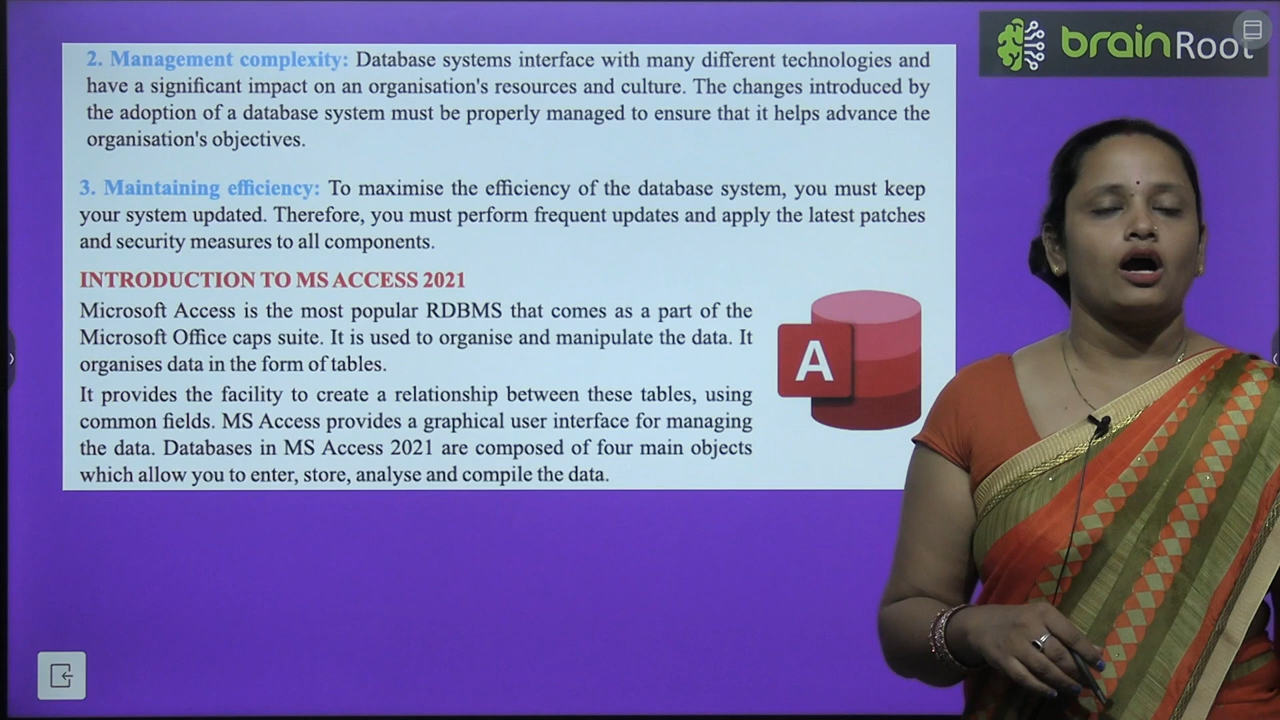 brainRoot
2. Management complexity: Database systems interface with many different technologies and
have a significant impact on an organisation's resources and culture. The changes introduced by
the adoption of a database system must be properly managed to ensure that it helps advance the
organisation's objectives.
3. Maintaining efficiency: To maximise the efficiency of the database system, you must keep
your system updated. Therefore, you must perform frequent updates and apply the latest patches
and security measures to all components.
INTRODUCTION TO MS ACCESS 2021
Microsoft Access is the most popular RDBMS that comes as a part of the
Microsoft Office caps suite. It is used to organise and manipulate the data. It
organises data in the form of tables.
It provides the facility to create a relationship between these tables, using
common fields. MS Access provides a graphical user interface for managing
the data. Databases in MS Access 2021 are composed of four main objects
which allow you to enter, store, analyse and compile the data.
A